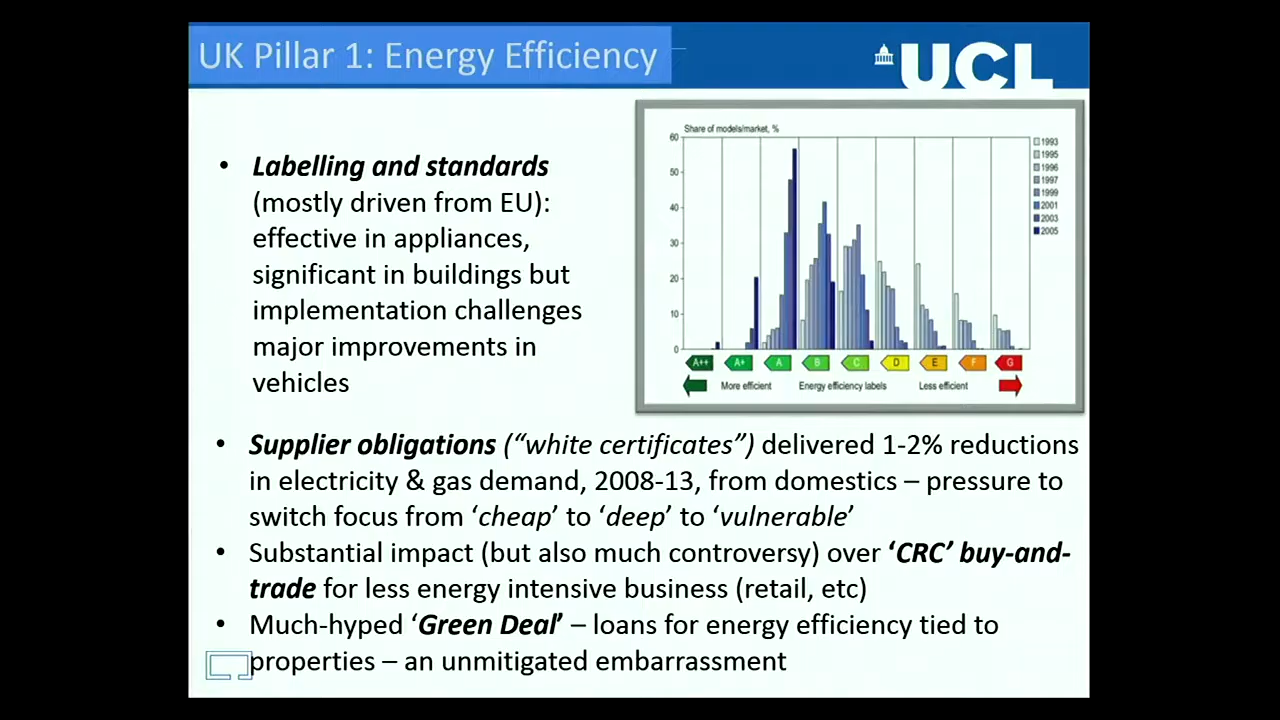 UK Pillar 1: Energy Efficiency
UCL
• Labelling and standards
(mostly driven from EU):
effective in appliances,
significant in buildings but
implementation challenges
major improvements in
vehicles
Share of models/market, %
60
50
40
30
20
10
0
1993
1995
1996
1997
1999
2001
2003
2005
A++ A+ A B C D E F G
More efficient Energy efficiency labels Less efficient
• Supplier obligations (“white certificates”) delivered 1-2% reductions
in electricity & gas demand, 2008-13, from domestics – pressure to
switch focus from ‘cheap’ to ‘deep’ to ‘vulnerable’
• Substantial impact (but also much controversy) over ‘CRC’ buy-and-
trade for less energy intensive business (retail, etc)
• Much-hyped ‘Green Deal’ – loans for energy efficiency tied to
properties – an unmitigated embarrassment